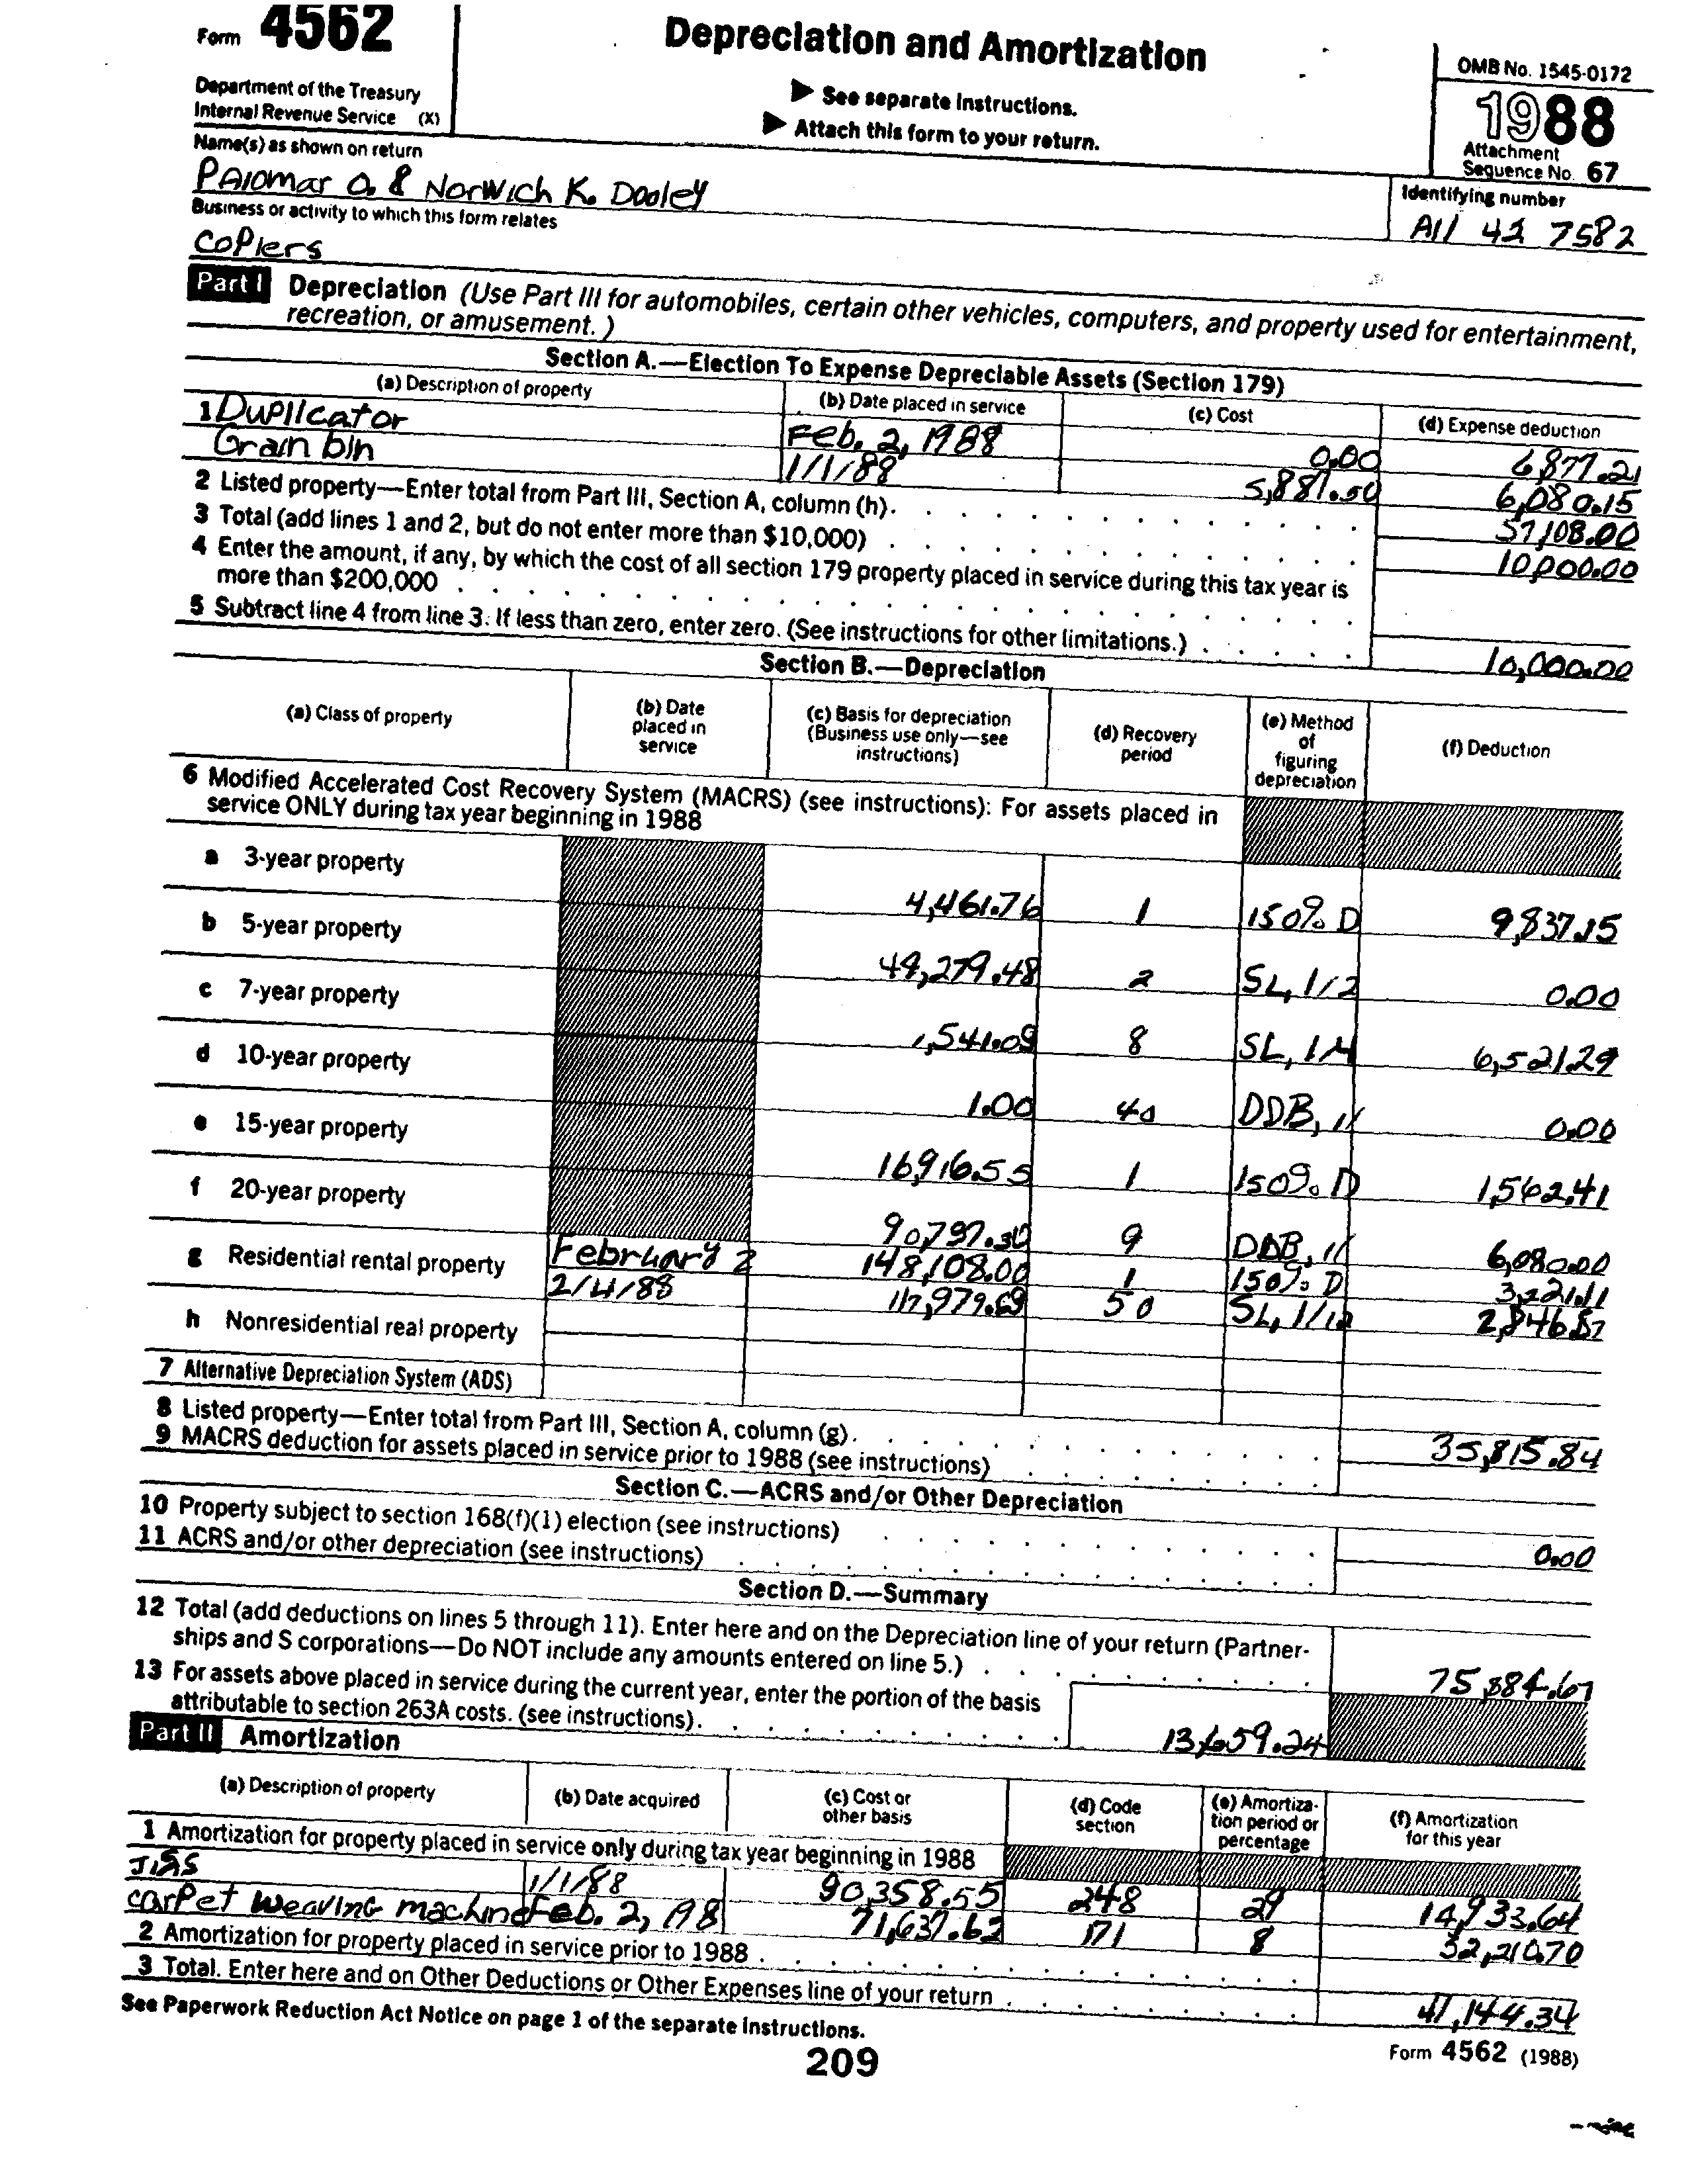 Form 4562
Depreciation and Amortization
OMB No. 1545-0172
Department of the Treasury
Internal Revenue Service (X)
▶ See separate instructions.
▶ Attach this form to your return.
1988
Attachment
Sequence No. 67
Name(s) as shown on return
Identifying number
PAlomar O. & Norwich K. Dooley
A11 42 7582
Business or activity to which this form relates
Copiers
Part I Depreciation (Use Part III for automobiles, certain other vehicles, computers, and property used for entertainment,
recreation, or amusement.)
Section A.—Election To Expense Depreciable Assets (Section 179)
(a) Description of property (b) Date placed in service (c) Cost (d) Expense deduction
1 Duplicator Feb. 2, 1988 0.00 6,877.21
Grain bin 1/1/88 5,881.50 6,080.15
2 Listed property—Enter total from Part III, Section A, column (h). 57,108.00
3 Total (add lines 1 and 2, but do not enter more than $10,000) 10,000.00
4 Enter the amount, if any, by which the cost of all section 179 property placed in service during this tax year is
more than $200,000
5 Subtract line 4 from line 3. If less than zero, enter zero. (See instructions for other limitations.) 10,000.00
Section B.—Depreciation
(a) Class of property (b) Date placed in service (c) Basis for depreciation (Business use only—see instructions) (d) Recovery period (e) Method of figuring depreciation (f) Deduction
6 Modified Accelerated Cost Recovery System (MACRS) (see instructions): For assets placed in
service ONLY during tax year beginning in 1988
a 3-year property 4,461.76 1 150% D 9,837.15
b 5-year property 49,279.48 2 SL, 1/2 0.00
c 7-year property 1,541.09 8 SL, 1/4 6,521.29
d 10-year property 1.00 40 DDB, 1/ 0.00
e 15-year property 16,916.55 1 150% D 1,562.41
f 20-year property 90,797.30 9 DDB, 1/ 6,080.00
g Residential rental property February 2 148,108.00 1 150% D 3,221.11
2/4/88 117,979.69 50 SL, 1/12 2,846.87
h Nonresidential real property
7 Alternative Depreciation System (ADS)
8 Listed property—Enter total from Part III, Section A, column (g). 35,815.84
9 MACRS deduction for assets placed in service prior to 1988 (see instructions)
Section C.—ACRS and/or Other Depreciation
10 Property subject to section 168(f)(1) election (see instructions) 0.00
11 ACRS and/or other depreciation (see instructions)
Section D.—Summary
12 Total (add deductions on lines 5 through 11). Enter here and on the Depreciation line of your return (Partner-
ships and S corporations—Do NOT include any amounts entered on line 5.) 75,884.67
13 For assets above placed in service during the current year, enter the portion of the basis
attributable to section 263A costs. (see instructions). 13,659.24
Part II Amortization
(a) Description of property (b) Date acquired (c) Cost or other basis (d) Code section (e) Amortiza-tion period or percentage (f) Amortization for this year
1 Amortization for property placed in service only during tax year beginning in 1988
1/1/88 90,358.55 248 29 14,933.64
carpet weaving machine Feb. 2, 198 71,637.62 171 8 32,210.70
2 Amortization for property placed in service prior to 1988
3 Total. Enter here and on Other Deductions or Other Expenses line of your return 47,144.34
See Paperwork Reduction Act Notice on page 1 of the separate instructions.
Form 4562 (1988)
209